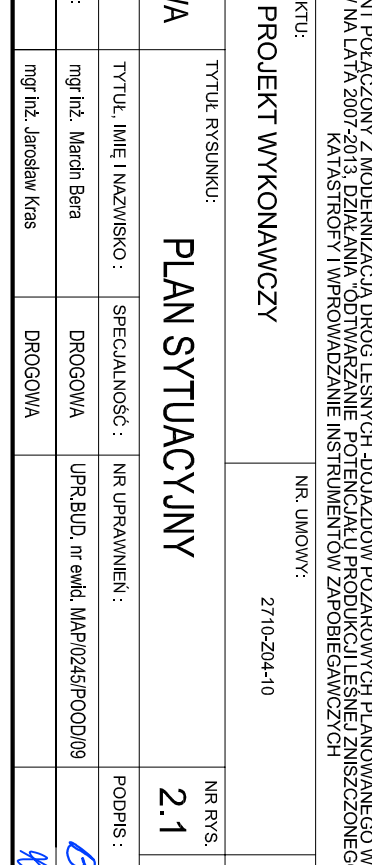 NT POŁĄCZONY Z MODERNIZACJĄ DRÓG LEŚNYCH -DOJAZDÓW POŻAROWYCH PLANOWANEGO W
NA LATA 2007-2013, DZIAŁANIA "ODTWARZANIE POTENCJAŁU PRODUKCJI LEŚNEJ ZNISZCZONEG
KATASTROFY I WPROWADZANIE INSTRUMENTÓW ZAPOBIEGAWCZYCH
KTU:
PROJEKT WYKONAWCZY
NR. UMOWY:
2710-Z04-10
WA
TYTUŁ RYSUNKU:
PLAN SYTUACYJNY
NR RYS.
2.1
TYTUŁ, IMIĘ I NAZWISKO :
SPECJALNOŚĆ :
NR UPRAWNIEŃ :
PODPIS :
mgr inż. Marcin Bera
DROGOWA
UPR.BUD. nr ewid. MAP/0245/POOD/09
mgr inż. Jarosław Kras
DROGOWA